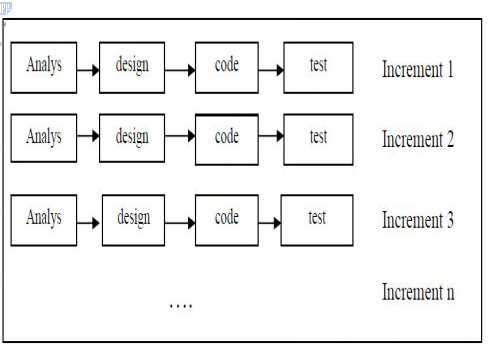 Analys design code test Increment 1
Analys design code test Increment 2
Analys design code test Increment 3
Increment n
....